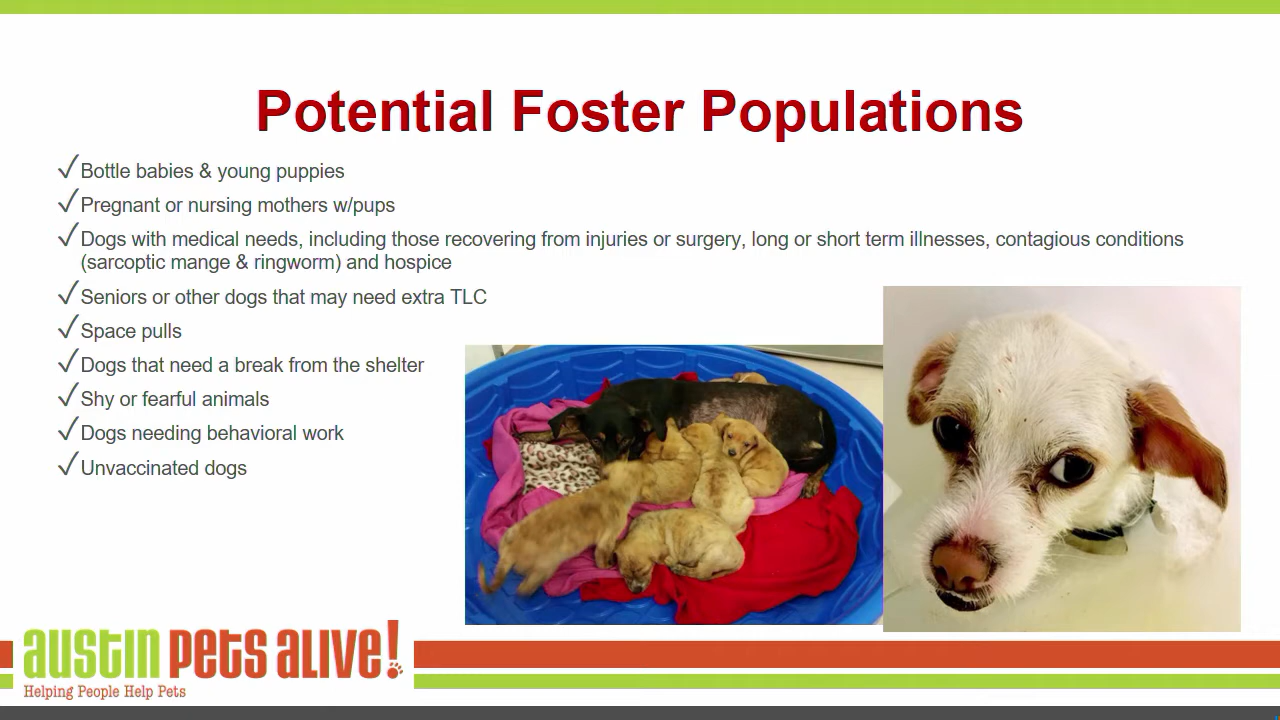 Potential Foster Populations
✓Bottle babies & young puppies
✓Pregnant or nursing mothers w/pups
✓Dogs with medical needs, including those recovering from injuries or surgery, long or short term illnesses, contagious conditions
(sarcoptic mange & ringworm) and hospice
✓Seniors or other dogs that may need extra TLC
✓Space pulls
✓Dogs that need a break from the shelter
✓Shy or fearful animals
✓Dogs needing behavioral work
✓Unvaccinated dogs
austin pets alive!
Helping People Help Pets